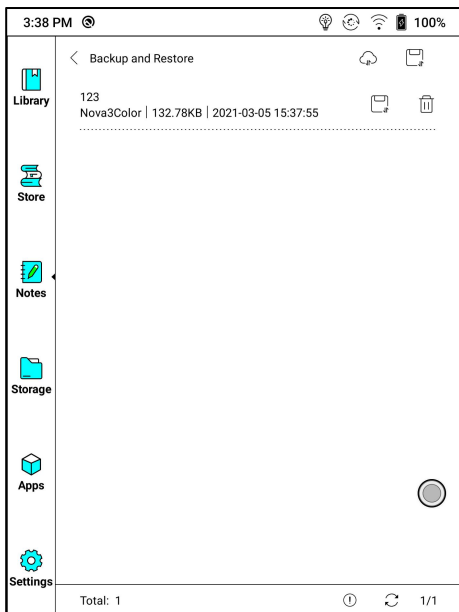 3:38 PM 100%
Backup and Restore
123
Nova3Color | 132.78KB | 2021-03-05 15:37:55
Library
Store
Notes
Storage
Apps
Settings
Total: 1 1/1